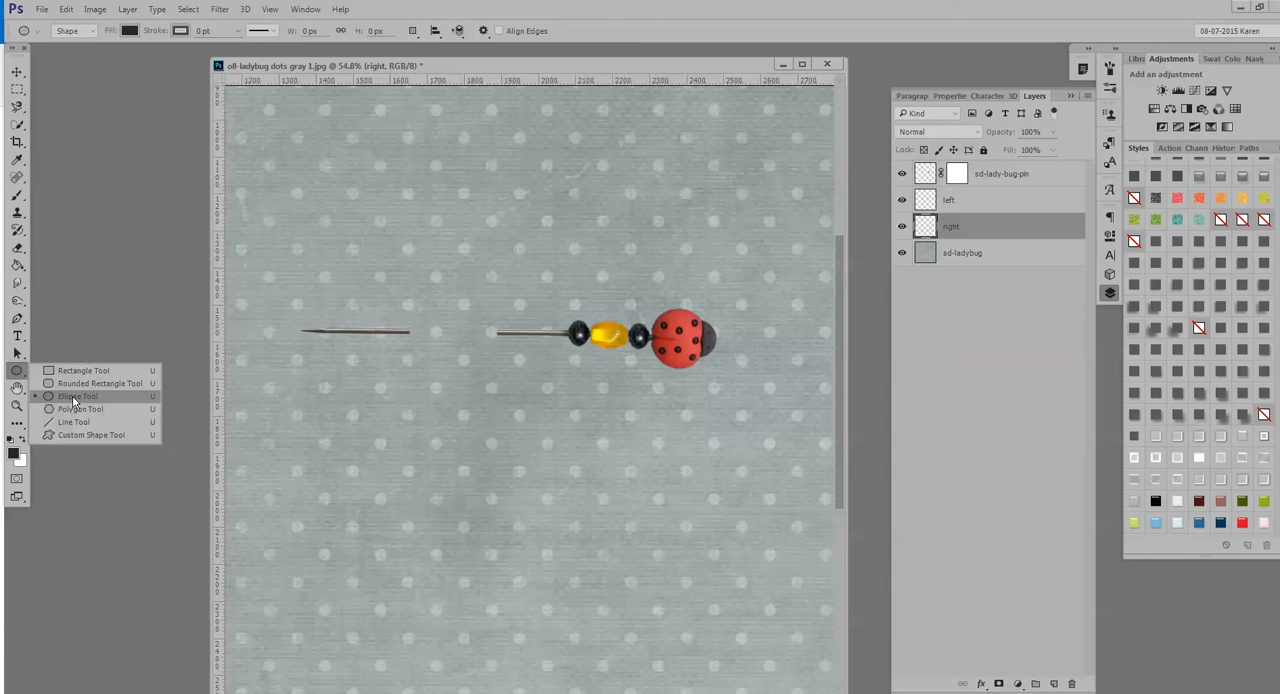 Ps File Edit Image Layer Type Select Filter 3D View Window Help
Shape Fill: Stroke: 0 pt W: 0 px H: 0 px Align Edges 08-07-2015 Karen
oll-ladybug dots gray 1.jpg @ 54.8% (right, RGB/8) *
1200 1300 1400 1500 1600 1700 1800 1900 2000 2100 2200 2300 2400 2500 2600 2700
Rectangle Tool U
Rounded Rectangle Tool U
Ellipse Tool U
Polygon Tool U
Line Tool U
Custom Shape Tool U
Paragrap Propertie Character 3D Layers
Kind
Normal Opacity: 100%
Lock: Fill: 100%
sd-lady-bug-pin
left
right
sd-ladybug
Libra Adjustments Swat Colo Navi
Add an adjustment
Styles Action Chann Histor Paths